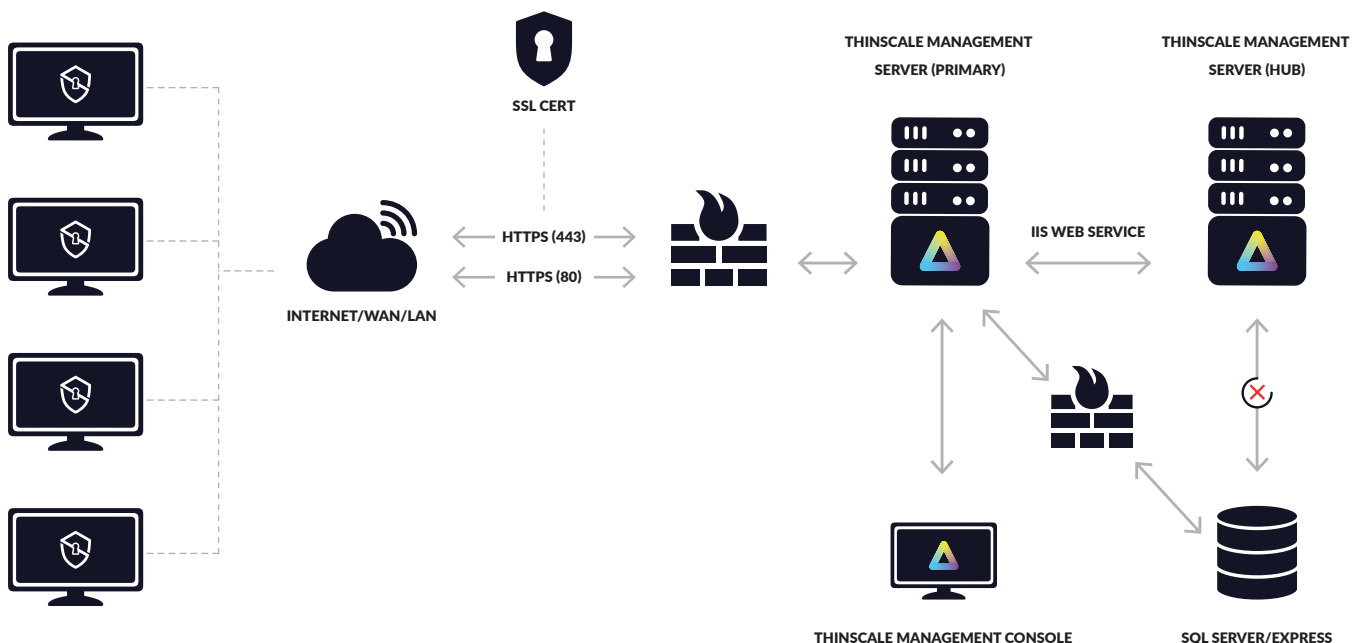 THINSCALE MANAGEMENT
SERVER (PRIMARY)
THINSCALE MANAGEMENT
SERVER (HUB)
SSL CERT
HTTPS (443)
HTTPS (80)
INTERNET/WAN/LAN
IIS WEB SERVICE
THINSCALE MANAGEMENT CONSOLE
SQL SERVER/EXPRESS